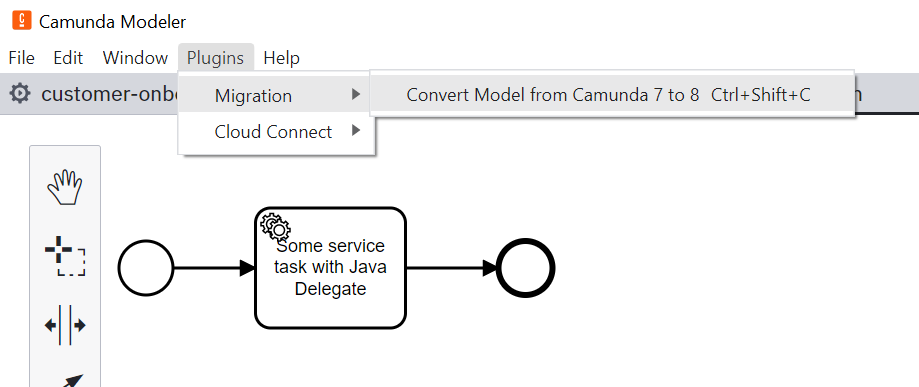 Camunda Modeler
File Edit Window Plugins Help
customer-onb
Migration
Convert Model from Camunda 7 to 8 Ctrl+Shift+C
Cloud Connect
Some service
task with Java
Delegate